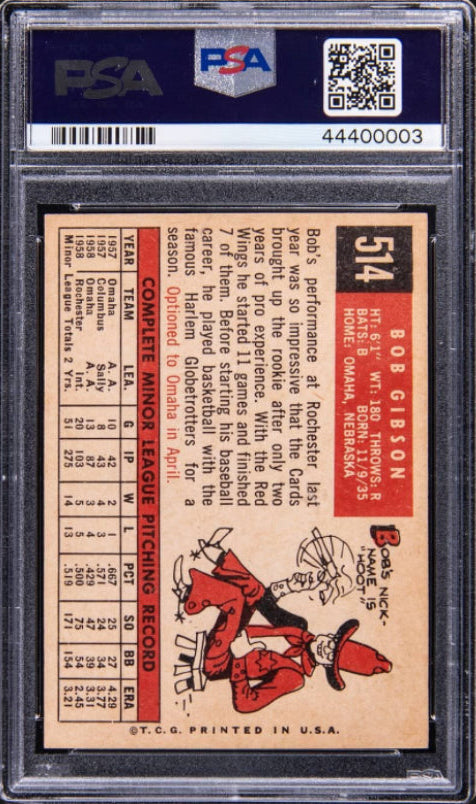 PSA
PSA
44400003
514
BOB GIBSON
HT: 6'1" WT: 180 THROWS: R
BATS: B BORN: 11/9/35
HOME: OMAHA, NEBRASKA
Bob's performance at Rochester last
year was so impressive that the Cards
brought up the rookie after only two
years of pro experience. With the Red
Wings he started 11 games and finished
7 of them. Before starting his baseball
career, he played basketball with the
famous Harlem Globetrotters for a
season. Optioned to Omaha in April.
BOB'S NICK-
NAME IS
"HOOT"
COMPLETE MINOR LEAGUE PITCHING RECORD
YEAR TEAM LEA. G IP W L PCT SO BB ERA
1957 Omaha A. A. 10 42 2 1 .667 25 27 4.29
1957 Columbus Sally 8 43 4 3 .571 24 34 3.77
1958 Omaha A. A. 13 87 3 4 .429 47 39 3.31
1958 Rochester Int. 20 103 5 5 .500 75 54 2.45
Minor League Totals 2 Yrs. 51 275 14 13 .519 171 154 3.21
©T.C.G. PRINTED IN U.S.A.